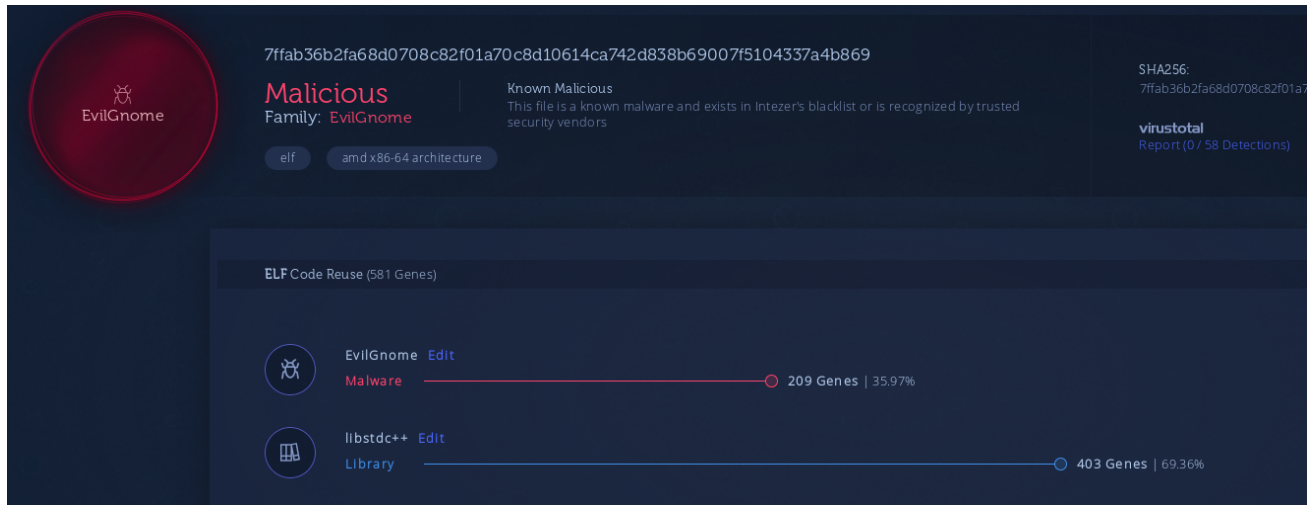 7ffab36b2fa68d0708c82f01a70c8d10614ca742d838b69007f5104337a4b869
SHA256:
7ffab36b2fa68d0708c82f01a7
EvilGnome
Malicious
Family: EvilGnome
Known Malicious
This file is a known malware and exists in Intezer's blacklist or is recognized by trusted
security vendors
virustotal
Report (0 / 58 Detections)
elf
amd x86-64 architecture
ELF Code Reuse (581 Genes)
EvilGnome Edit
Malware 209 Genes | 35.97%
libstdc++ Edit
Library 403 Genes | 69.36%